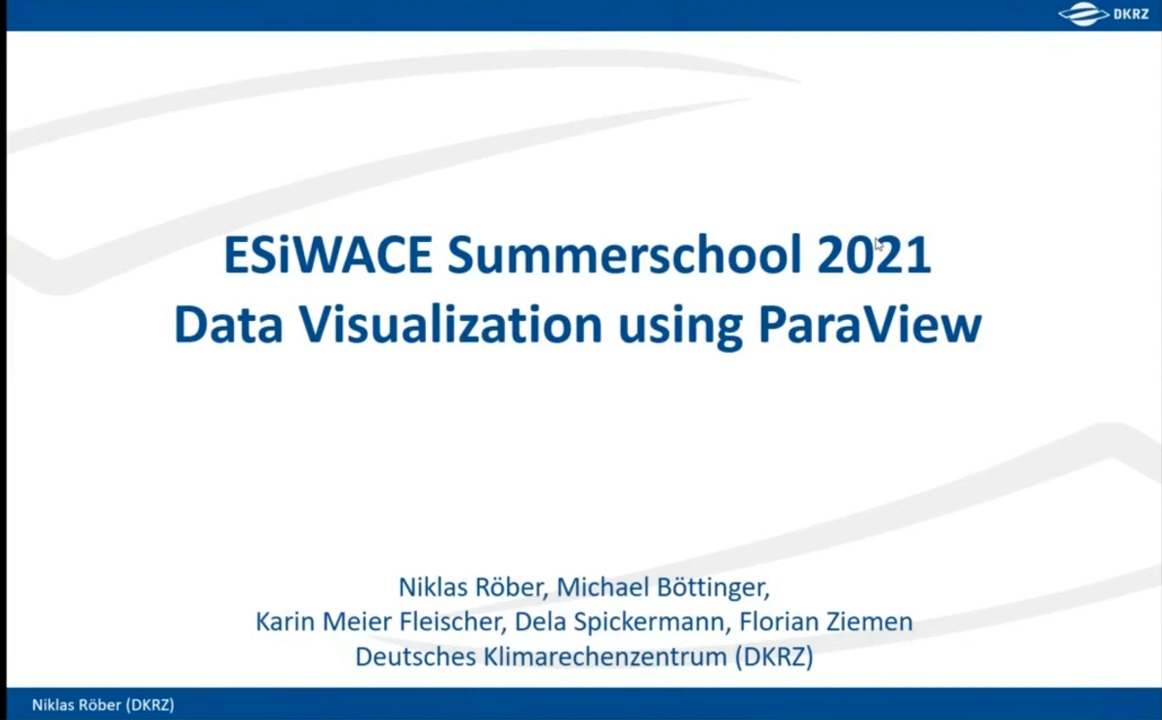 DKRZ
ESiWACE Summerschool 2021
Data Visualization using ParaView
Niklas Röber, Michael Böttinger,
Karin Meier Fleischer, Dela Spickermann, Florian Ziemen
Deutsches Klimarechenzentrum (DKRZ)
Niklas Röber (DKRZ)